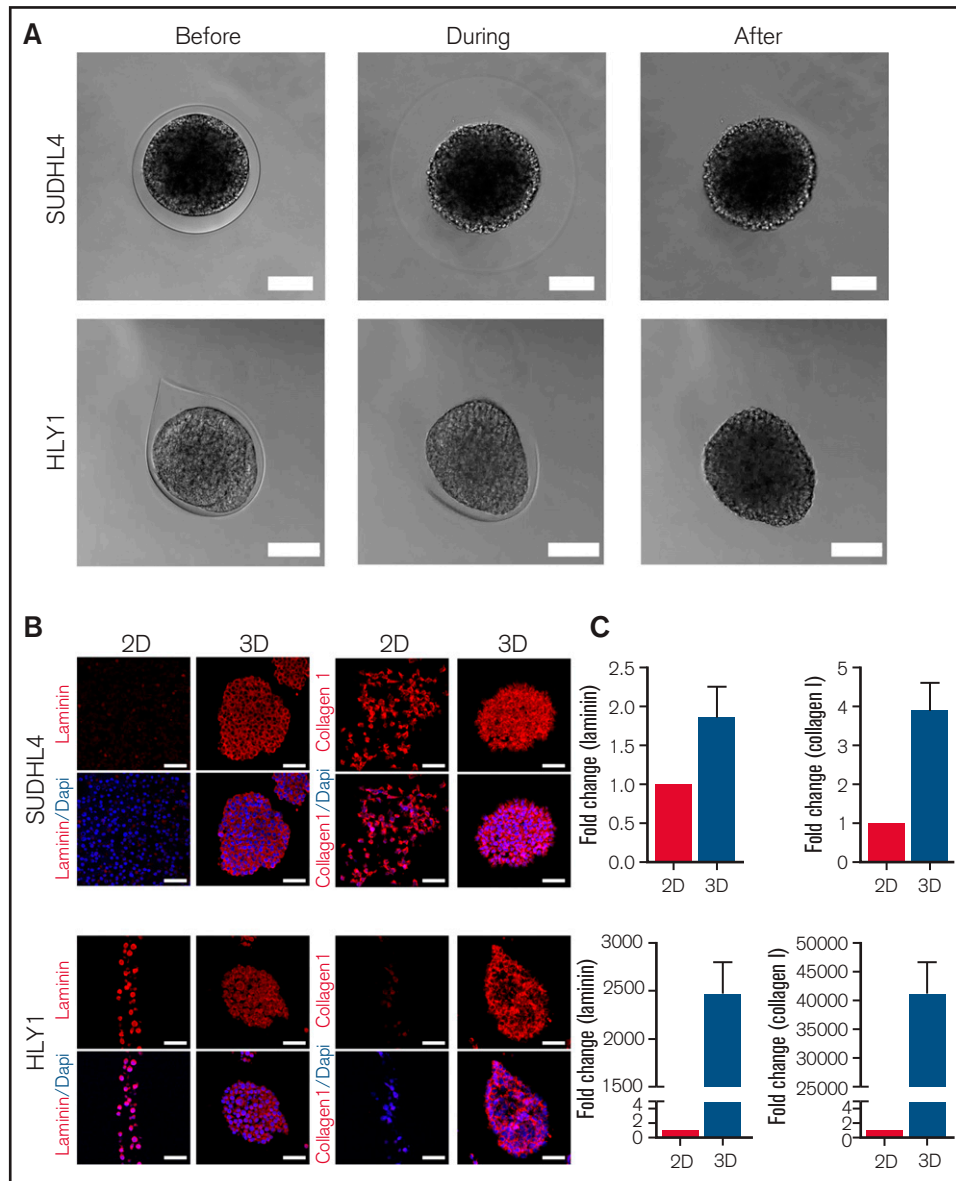 A
Before During After
SUDHL4
HLY1
B
2D 3D 2D 3D
SUDHL4
Laminin
Laminin/Dapi
Collagen 1
Collagen1/Dapi
HLY1
Laminin
Laminin/Dapi
Collagen1
Collagen1/Dapi
C
Fold change (laminin)
2.5
2.0
1.5
1.0
0.5
0.0
2D 3D
Fold change (collagen I)
5
4
3
2
1
0
2D 3D
Fold change (laminin)
3000
2500
2000
1500
4
2
0
2D 3D
Fold change (collagen I)
50000
45000
40000
35000
30000
25000
4
2
0
2D 3D